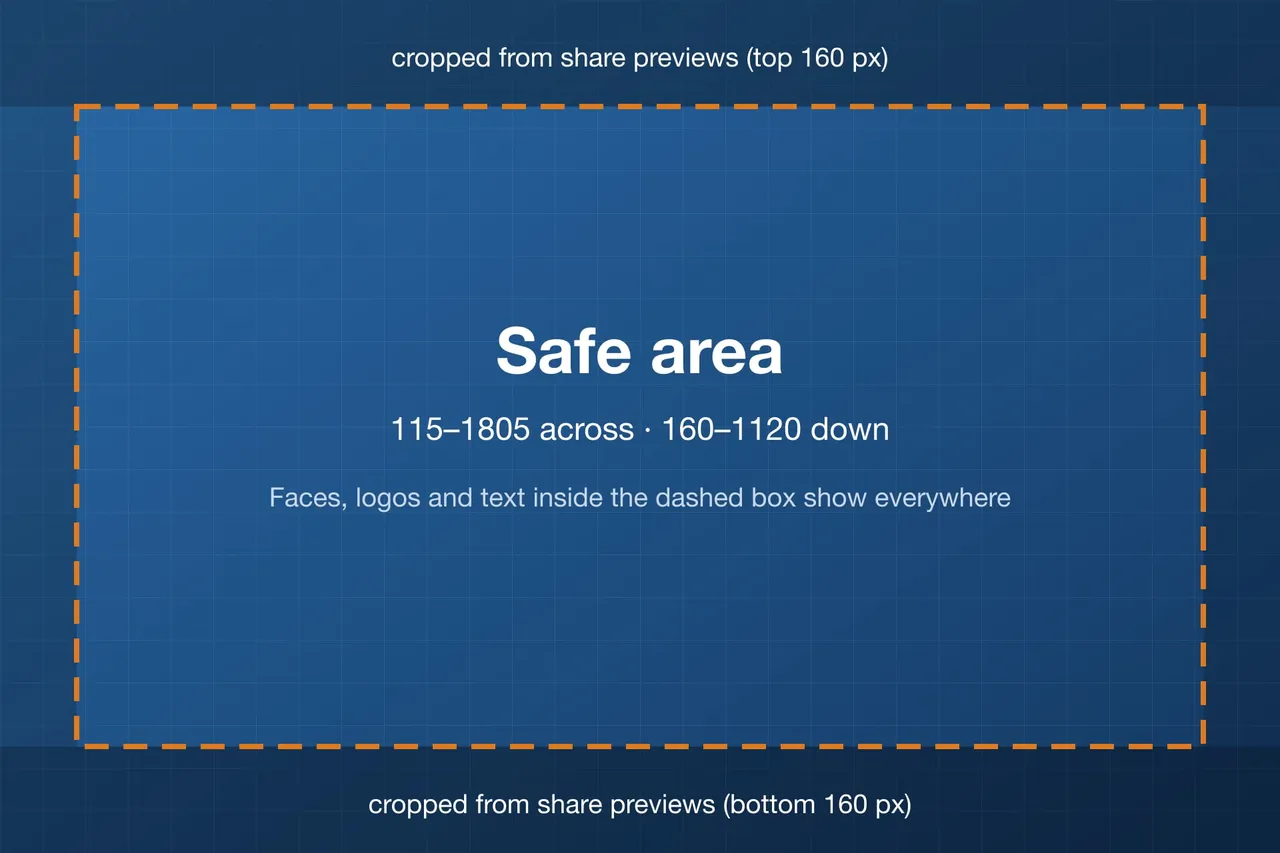 cropped from share previews (top 160 px)
Safe area
115–1805 across · 160–1120 down
Faces, logos and text inside the dashed box show everywhere
cropped from share previews (bottom 160 px)